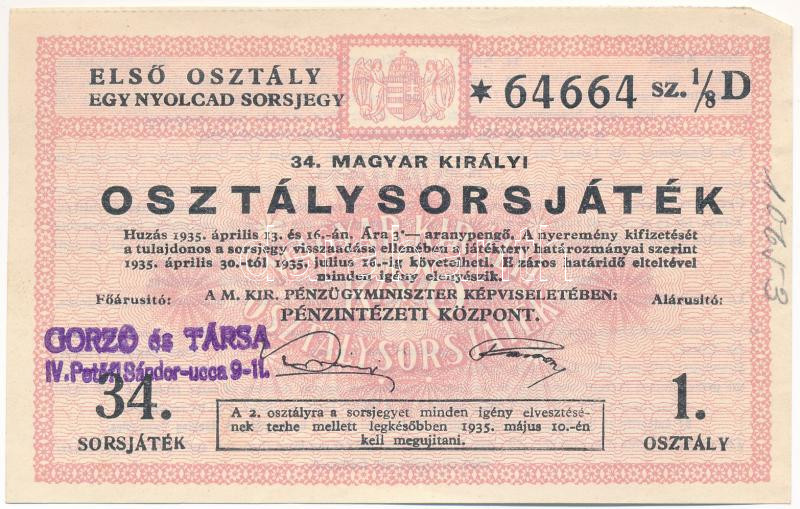 ELSŐ OSZTÁLY
EGY NYOLCAD SORSJEGY
★64664 SZ. 1/8 D
34. MAGYAR KIRÁLYI
OSZTÁLYSORSJÁTÉK
Huzás 1935. április 13. és 16.-án. Ára 3·— aranypengő. A nyeremény kifizetését
a tulajdonos a sorsjegy visszaadása ellenében a játékterv határozmányai szerint
1935. április 30.-tól 1935. julius 16.-ig követelheti. E záros határidő elteltével
minden igény elenyészik.
Főárusitó:
A M. KIR. PÉNZÜGYMINISZTER KÉPVISELETÉBEN:
Alárusitó:
PÉNZINTÉZETI KÖZPONT.
GORZO és TÁRSA
IV. Petőfi Sándor-ucca 9-11.
34.
SORSJÁTÉK
A 2. osztályra a sorsjegyet minden igény elvesztésé-
nek terhe mellett legkésőbben 1935. május 10.-én
kell megujitani.
1.
OSZTÁLY